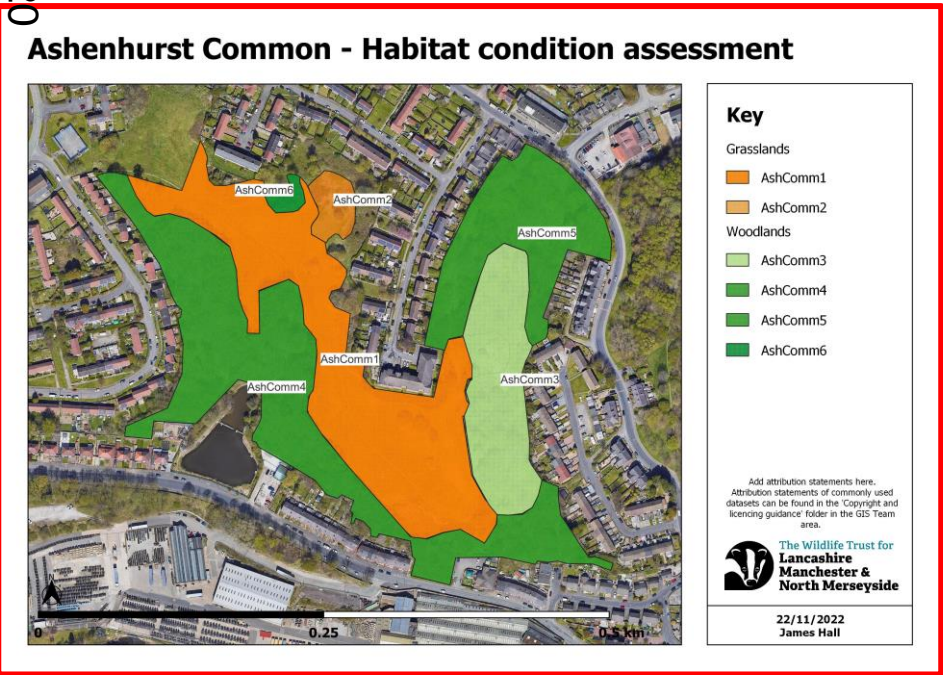 Ashenhurst Common - Habitat condition assessment
AshComm6
AshComm2
AshComm5
AshComm1
AshComm3
AshComm4
0
0.25
0.5 km
Key
Grasslands
AshComm1
AshComm2
Woodlands
AshComm3
AshComm4
AshComm5
AshComm6
Add attribution statements here.
Attribution statements of commonly used
datasets can be found in the 'Copyright and
licencing guidance' folder in the GIS Team
area.
The Wildlife Trust for
Lancashire
Manchester &
North Merseyside
22/11/2022
James Hall